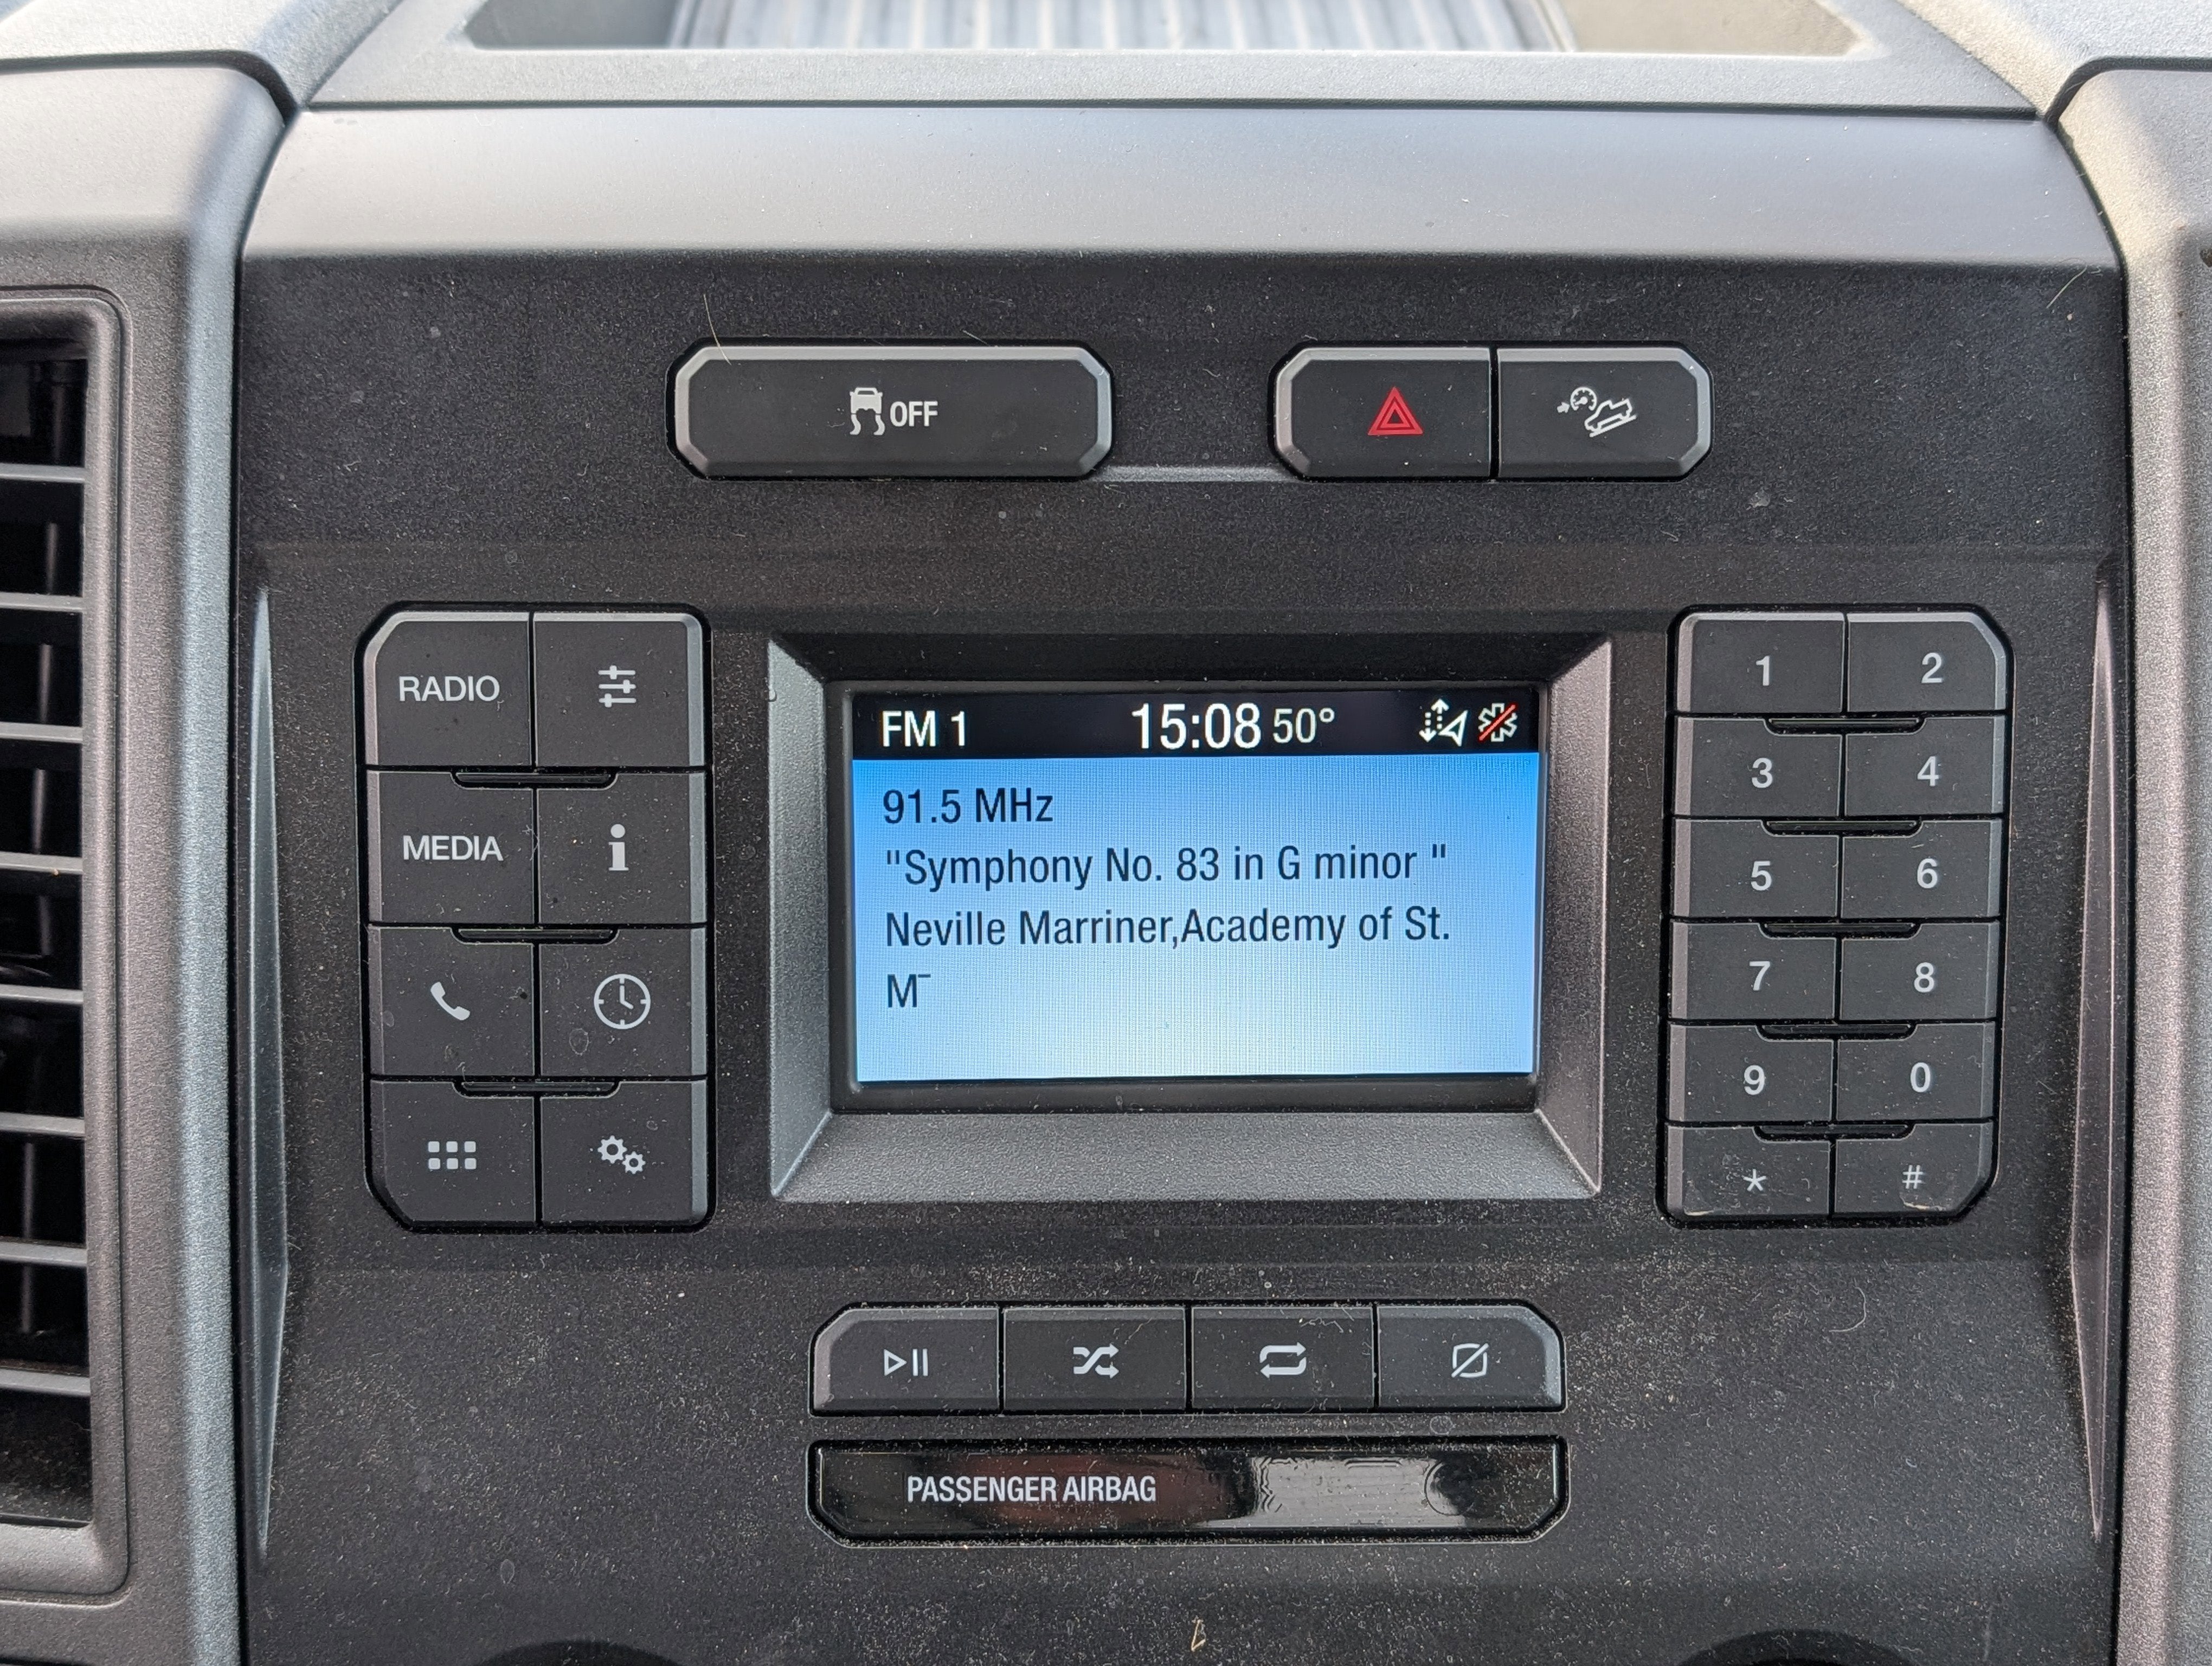 OFF
RADIO
MEDIA
FM 1 15:08 50°
91.5 MHz
"Symphony No. 83 in G minor "
Neville Marriner,Academy of St.
M¯
1 2
3 4
5 6
7 8
9 0
* #
PASSENGER AIRBAG